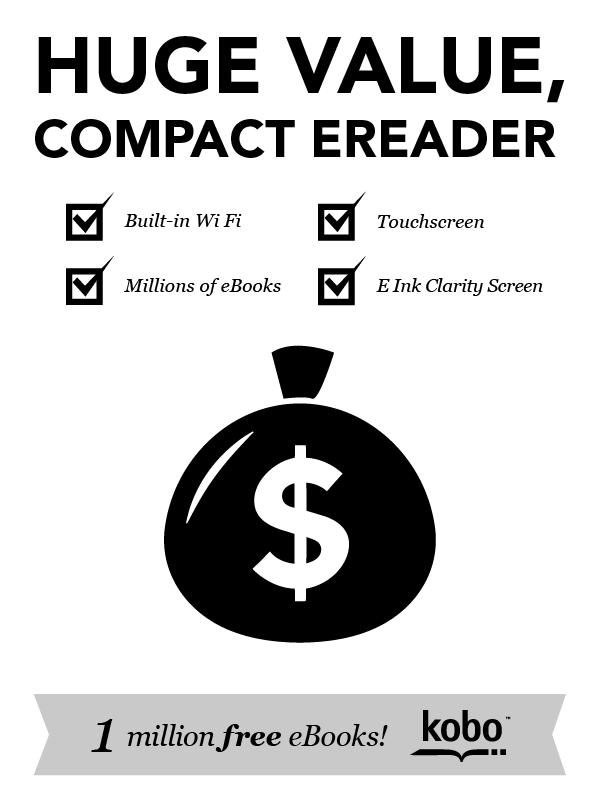 HUGE VALUE,
COMPACT EREADER
Built-in Wi Fi
Touchscreen
Millions of eBooks
E Ink Clarity Screen
$
1 million free eBooks!
kobo™